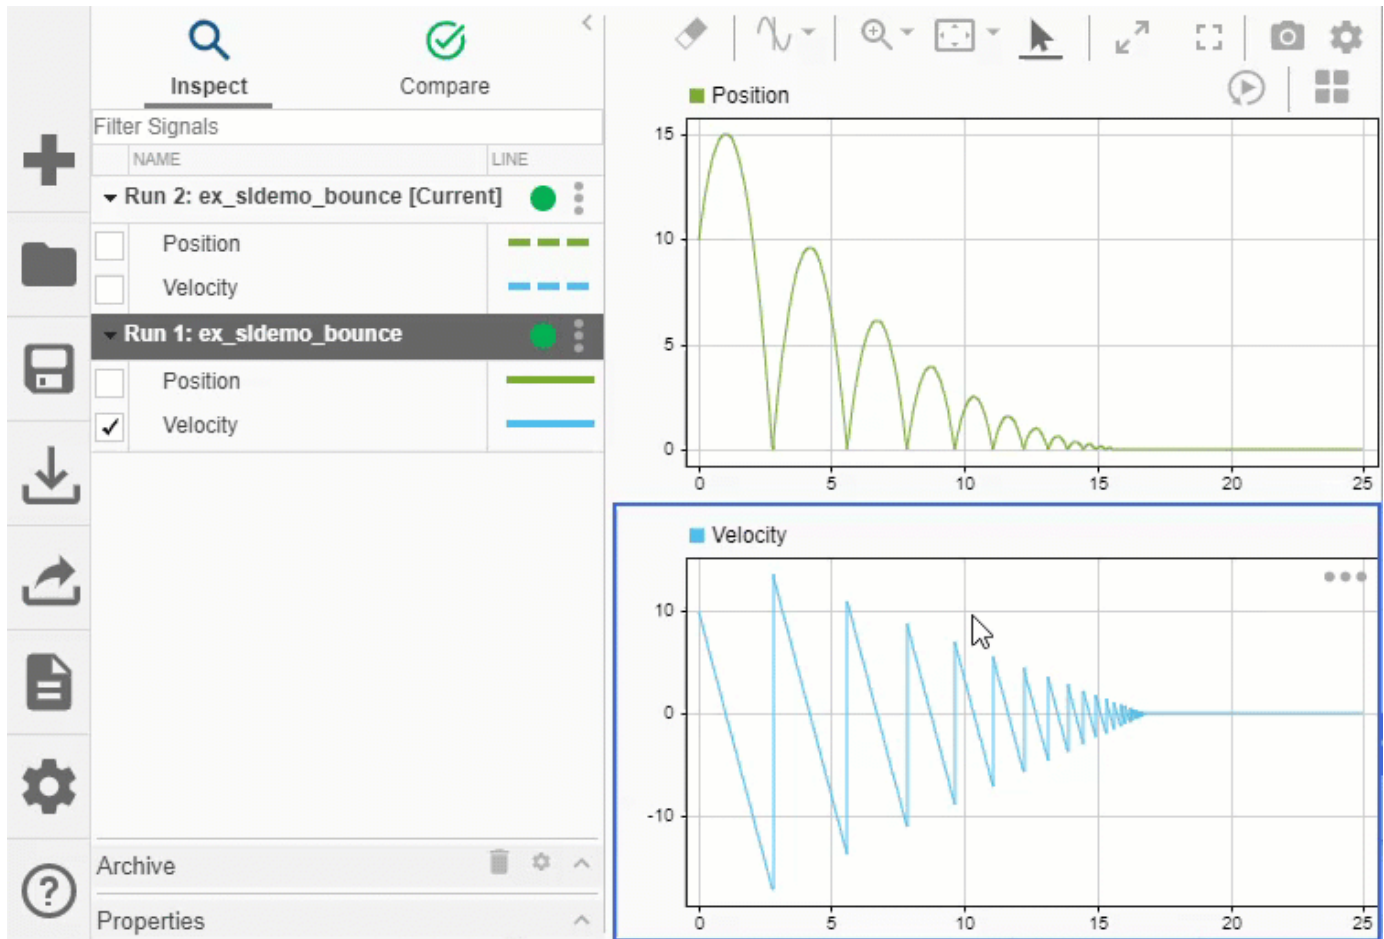 Inspect
Compare
Filter Signals
NAME LINE
Run 2: ex_sldemo_bounce [Current]
Position
Velocity
Run 1: ex_sldemo_bounce
Position
Velocity
Archive
Properties
Position
15
10
5
0
0 5 10 15 20 25
Velocity
10
0
-10
0 5 10 15 20 25